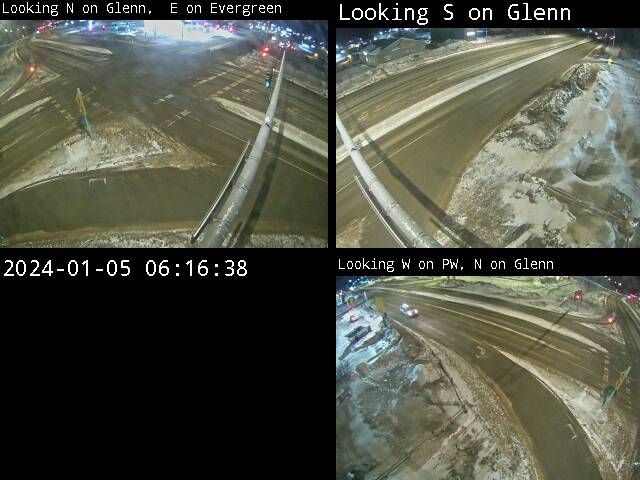 Looking N on Glenn, E on Evergreen
Looking S on Glenn
2024-01-05 06:16:38
Looking W on PW, N on Glenn